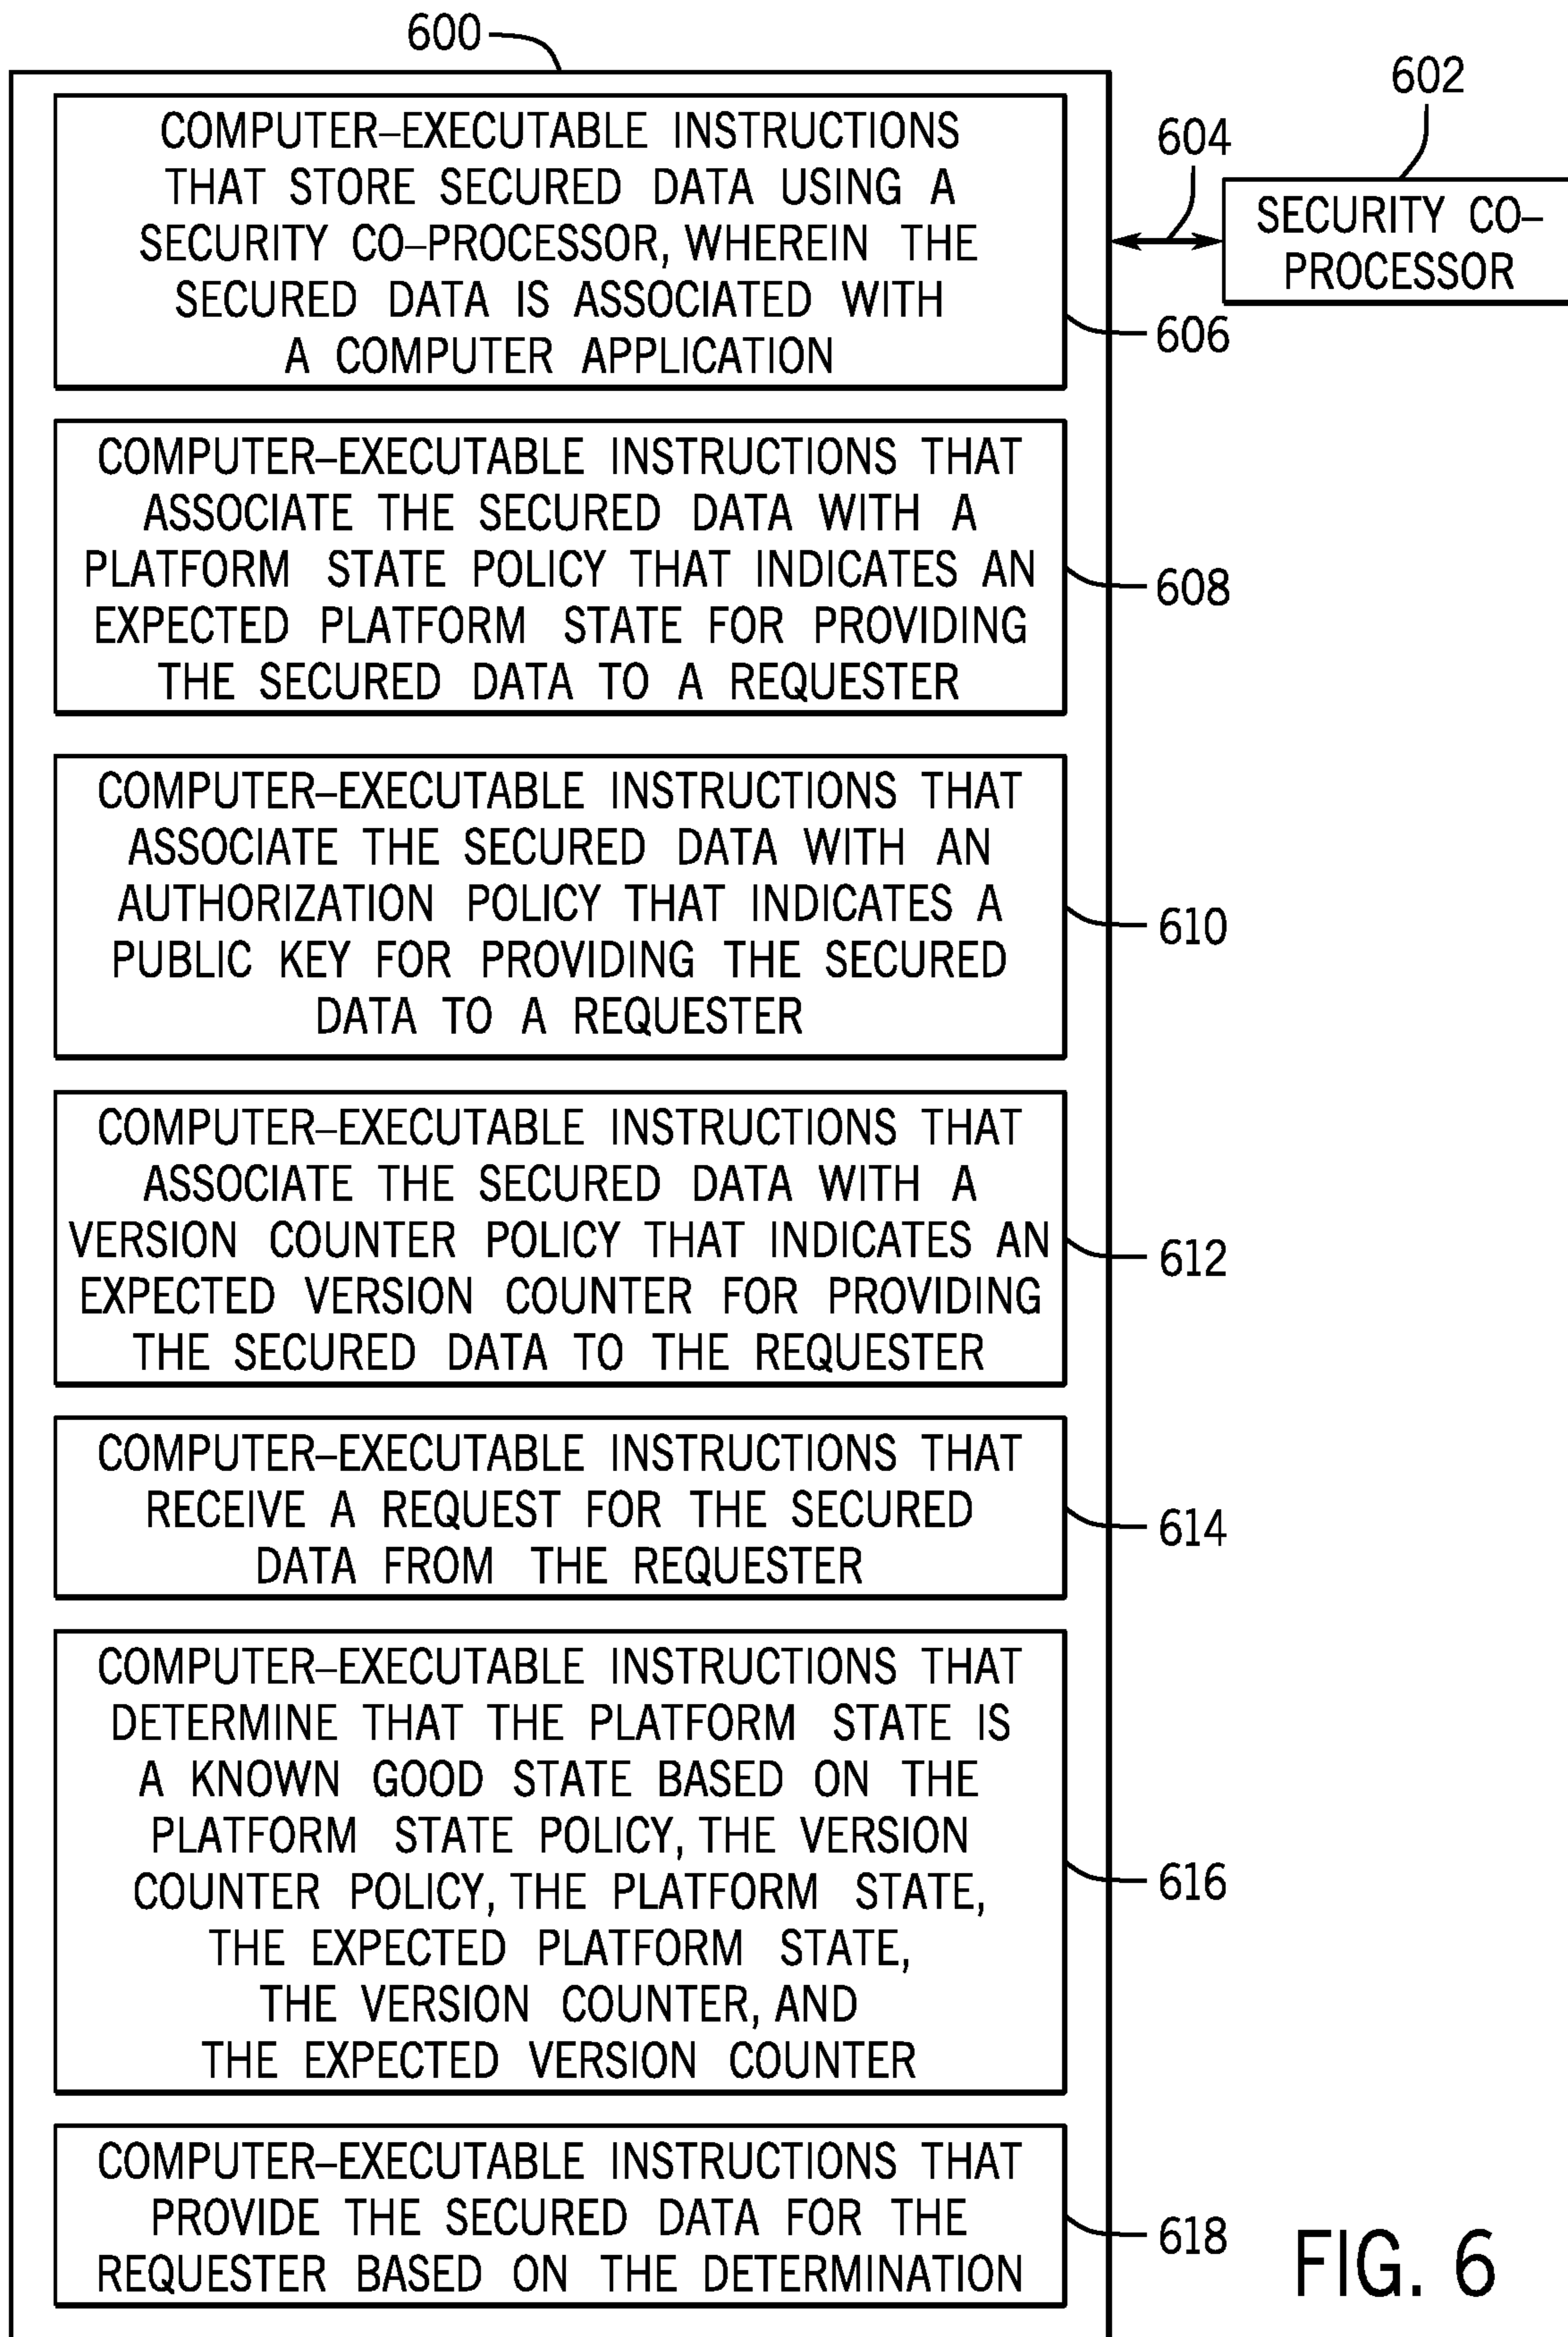 600
602
604
COMPUTER–EXECUTABLE INSTRUCTIONS
THAT STORE SECURED DATA USING A
SECURITY CO–PROCESSOR, WHEREIN THE
SECURED DATA IS ASSOCIATED WITH
A COMPUTER APPLICATION
SECURITY CO–
PROCESSOR
606
COMPUTER–EXECUTABLE INSTRUCTIONS THAT
ASSOCIATE THE SECURED DATA WITH A
PLATFORM STATE POLICY THAT INDICATES AN
EXPECTED PLATFORM STATE FOR PROVIDING
THE SECURED DATA TO A REQUESTER
608
COMPUTER–EXECUTABLE INSTRUCTIONS THAT
ASSOCIATE THE SECURED DATA WITH AN
AUTHORIZATION POLICY THAT INDICATES A
PUBLIC KEY FOR PROVIDING THE SECURED
DATA TO A REQUESTER
610
COMPUTER–EXECUTABLE INSTRUCTIONS THAT
ASSOCIATE THE SECURED DATA WITH A
VERSION COUNTER POLICY THAT INDICATES AN
EXPECTED VERSION COUNTER FOR PROVIDING
THE SECURED DATA TO THE REQUESTER
612
COMPUTER–EXECUTABLE INSTRUCTIONS THAT
RECEIVE A REQUEST FOR THE SECURED
DATA FROM THE REQUESTER
614
COMPUTER–EXECUTABLE INSTRUCTIONS THAT
DETERMINE THAT THE PLATFORM STATE IS
A KNOWN GOOD STATE BASED ON THE
PLATFORM STATE POLICY, THE VERSION
COUNTER POLICY, THE PLATFORM STATE,
THE EXPECTED PLATFORM STATE,
THE VERSION COUNTER, AND
THE EXPECTED VERSION COUNTER
616
COMPUTER–EXECUTABLE INSTRUCTIONS THAT
PROVIDE THE SECURED DATA FOR THE
REQUESTER BASED ON THE DETERMINATION
618
FIG. 6